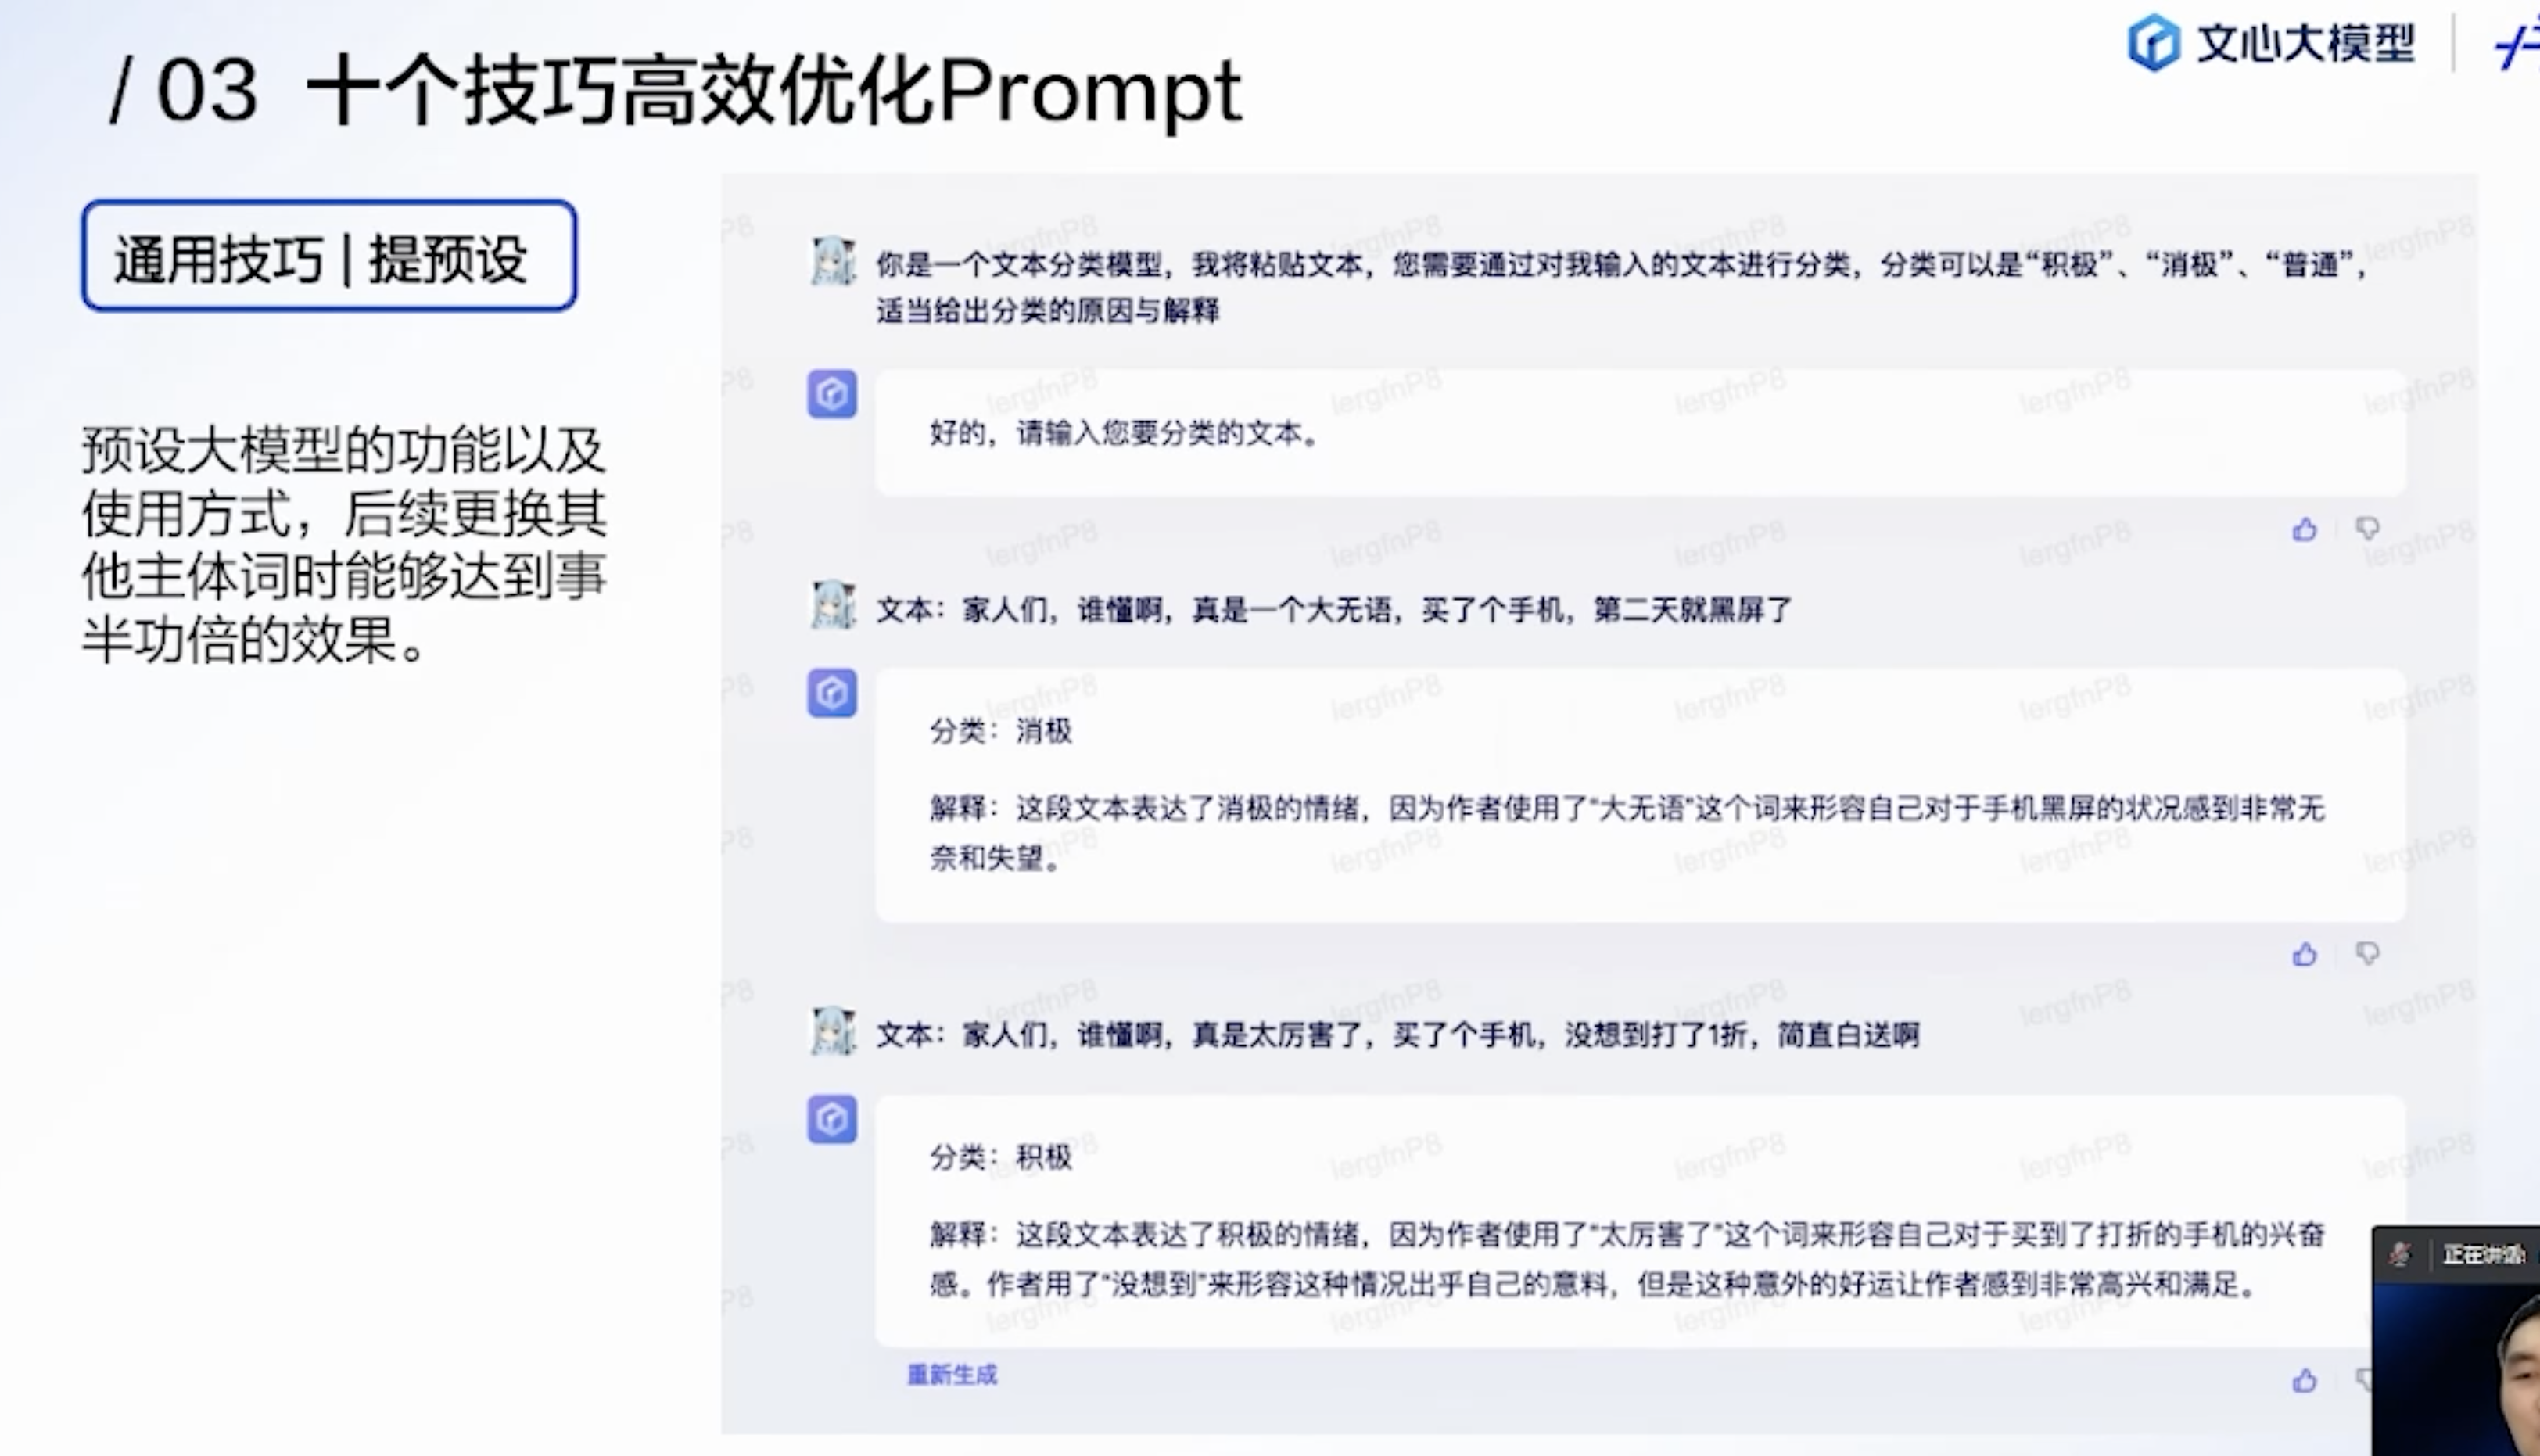 / 03 十个技巧高效优化Prompt
文心大模型
通用技巧 | 提预设
预设大模型的功能以及
使用方式，后续更换其
他主体词时能够达到事
半功倍的效果。
你是一个文本分类模型，我将粘贴文本，您需要通过对我输入的文本进行分类，分类可以是“积极”、“消极”、“普通”，
适当给出分类的原因与解释
好的，请输入您要分类的文本。
文本：家人们，谁懂啊，真是一个大无语，买了个手机，第二天就黑屏了
分类：消极
解释：这段文本表达了消极的情绪，因为作者使用了“大无语”这个词来形容自己对于手机黑屏的状况感到非常无
奈和失望。
文本：家人们，谁懂啊，真是太厉害了，买了个手机，没想到打了1折，简直白送啊
分类：积极
解释：这段文本表达了积极的情绪，因为作者使用了“太厉害了”这个词来形容自己对于买到了打折的手机的兴奋
感。作者用了“没想到”来形容这种情况出乎自己的意料，但是这种意外的好运让作者感到非常高兴和满足。
重新生成
正在讲话: